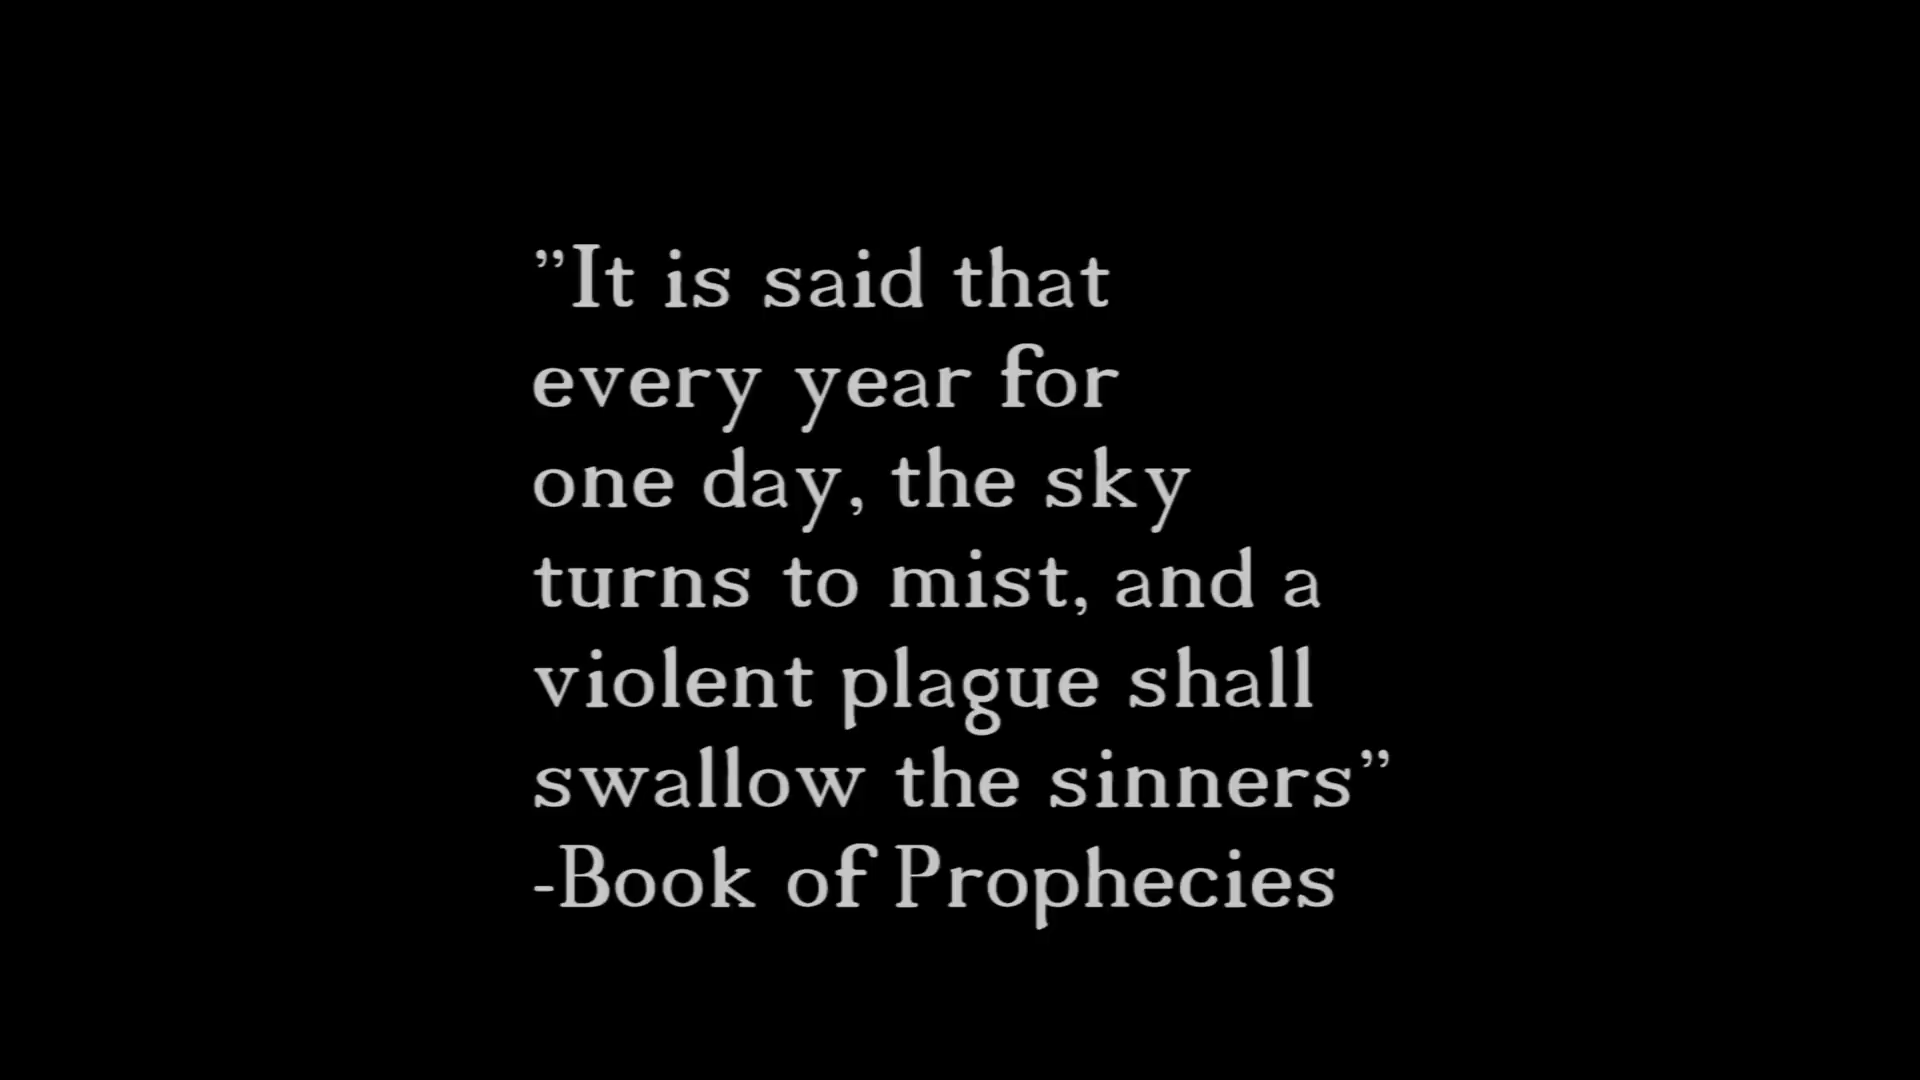 ”It is said that
every year for
one day, the sky
turns to mist, and a
violent plague shall
swallow the sinners”
-Book of Prophecies